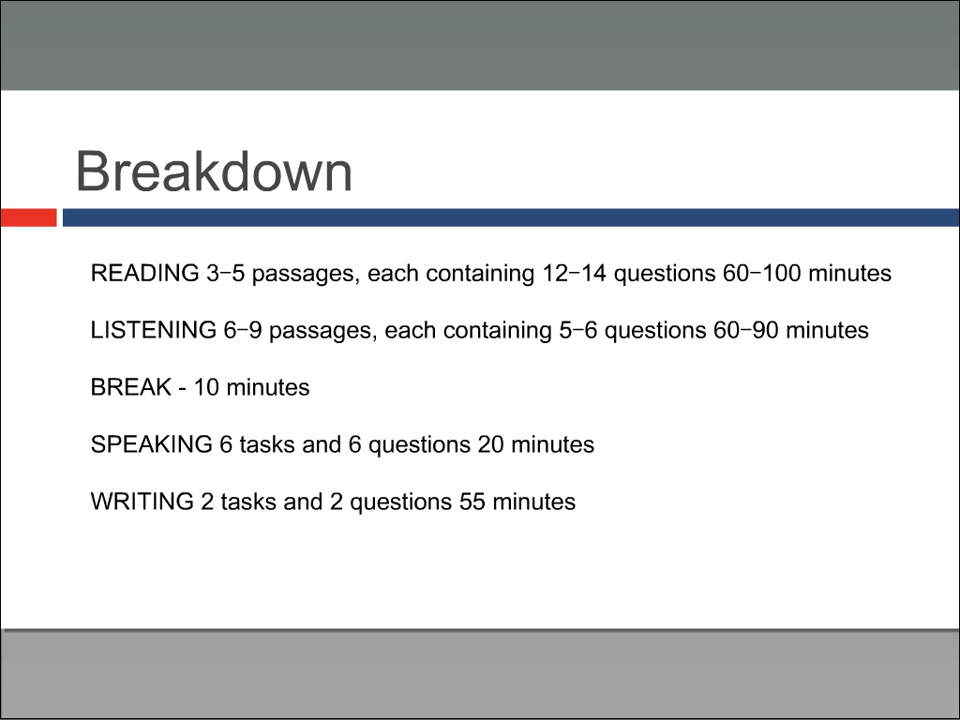 Breakdown
READING 3–5 passages, each containing 12–14 questions 60–100 minutes
LISTENING 6–9 passages, each containing 5–6 questions 60–90 minutes
BREAK - 10 minutes
SPEAKING 6 tasks and 6 questions 20 minutes
WRITING 2 tasks and 2 questions 55 minutes